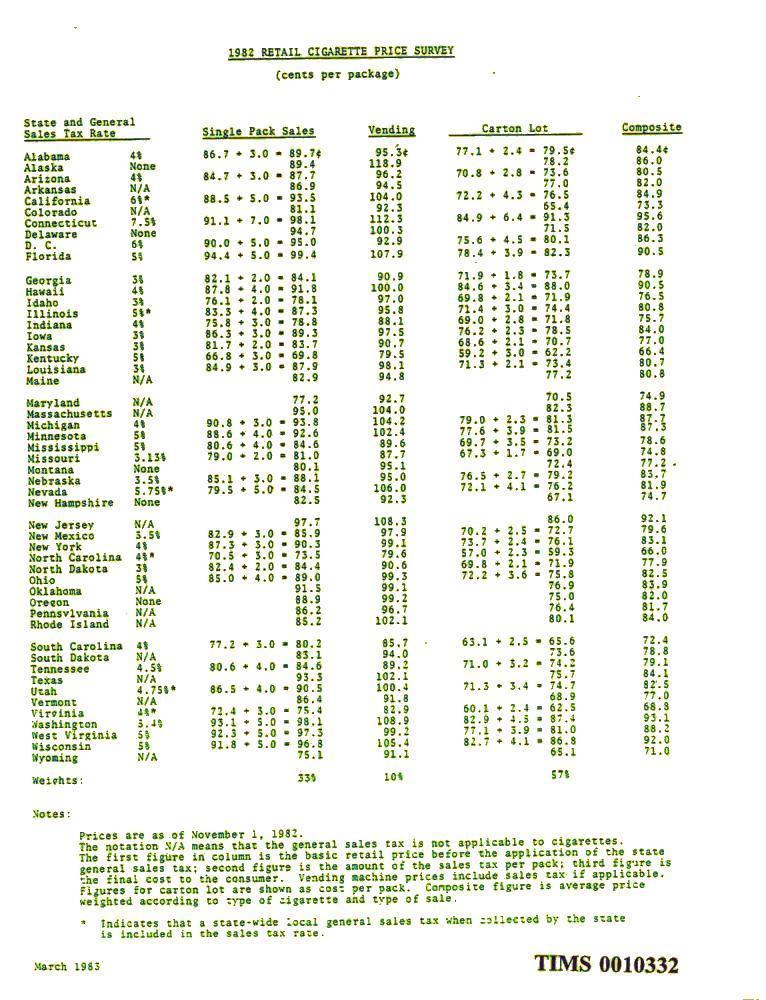 1982 RETAIL CIGARETTE PRICE SURVEY
(cents per package)
State and General
Sales Tax Rate Single Pack Sales Vending Carton Lot Composite
Alabama 4% 86.7 + 3.0 = 89.7¢ 95.3¢ 77.1 + 2.4 = 79.5¢ 84.4¢
Alaska None 89.4 118.9 78.2 86.0
Arizona 4% 84.7 + 3.0 = 87.7 96.2 70.8 + 2.8 = 73.6 80.5
Arkansas N/A 86.9 94.5 77.0 82.0
California 6%* 88.5 + 5.0 = 93.5 104.0 72.2 + 4.3 = 76.5 84.9
Colorado N/A 81.1 92.3 65.4 73.3
Connecticut 7.5% 91.1 + 7.0 = 98.1 112.3 84.9 + 6.4 = 91.3 95.6
Delaware None 94.7 100.3 71.5 82.0
D. C. 6% 90.0 + 5.0 = 95.0 92.9 75.6 + 4.5 = 80.1 86.3
Florida 5% 94.4 + 5.0 = 99.4 107.9 78.4 + 3.9 = 82.3 90.5
Georgia 3% 82.1 + 2.0 = 84.1 90.9 71.9 + 1.8 = 73.7 78.9
Hawaii 4% 87.8 + 4.0 = 91.8 100.0 84.6 + 3.4 = 88.0 90.5
Idaho 3% 76.1 + 2.0 = 78.1 97.0 69.8 + 2.1 = 71.9 76.5
Illinois 5%* 83.3 + 4.0 = 87.3 95.8 71.4 + 3.0 = 74.4 80.8
Indiana 4% 75.8 + 3.0 = 78.8 88.1 69.0 + 2.8 = 71.8 75.7
Iowa 3% 86.3 + 3.0 = 89.3 97.5 76.2 + 2.3 = 78.5 84.0
Kansas 3% 81.7 + 2.0 = 83.7 90.7 68.6 + 2.1 = 70.7 77.0
Kentucky 5% 66.8 + 3.0 = 69.8 79.5 59.2 + 3.0 = 62.2 66.4
Louisiana 3% 84.9 + 3.0 = 87.9 98.1 71.3 + 2.1 = 73.4 80.7
Maine N/A 82.9 94.8 77.2 80.8
Maryland N/A 77.2 92.7 70.5 74.9
Massachusetts N/A 95.0 104.0 82.3 88.7
Michigan 4% 90.8 + 3.0 = 93.8 104.2 79.0 + 2.3 = 81.3 87.7
Minnesota 5% 88.6 + 4.0 = 92.6 102.4 77.6 + 3.9 = 81.5 87.3
Mississippi 5% 80.6 + 4.0 = 84.6 89.6 69.7 + 3.5 = 73.2 78.6
Missouri 3.13% 79.0 + 2.0 = 81.0 87.7 67.3 + 1.7 = 69.0 74.8
Montana None 80.1 95.1 72.4 77.2
Nebraska 3.5% 85.1 + 3.0 = 88.1 95.0 76.5 + 2.7 = 79.2 83.7
Nevada 5.75%* 79.5 + 5.0 = 84.5 106.0 72.1 + 4.1 = 76.2 81.9
New Hampshire None 82.5 92.3 67.1 74.7
New Jersey N/A 97.7 108.3 86.0 92.1
New Mexico 3.5% 82.9 + 3.0 = 85.9 97.9 70.2 + 2.5 = 72.7 79.6
New York 4% 87.3 + 3.0 = 90.3 99.1 73.7 + 2.4 = 76.1 83.1
North Carolina 4%* 70.5 + 3.0 = 73.5 79.6 57.0 + 2.3 = 59.3 66.0
North Dakota 3% 82.4 + 2.0 = 84.4 90.6 69.8 + 2.1 = 71.9 77.9
Ohio 5% 85.0 + 4.0 = 89.0 99.3 72.2 + 3.6 = 75.8 82.5
Oklahoma N/A 91.5 99.1 76.9 83.9
Oregon None 88.9 99.2 75.0 82.0
Pennsylvania N/A 86.2 96.7 76.4 81.7
Rhode Island N/A 85.2 102.1 80.1 84.0
South Carolina 4% 77.2 + 3.0 = 80.2 85.7 63.1 + 2.5 = 65.6 72.4
South Dakota N/A 83.1 94.0 73.6 78.8
Tennessee 4.5% 80.6 + 4.0 = 84.6 89.2 71.0 + 3.2 = 74.2 79.1
Texas N/A 93.3 102.1 75.7 84.1
Utah 4.75%* 86.5 + 4.0 = 90.5 100.4 71.3 + 3.4 = 74.7 82.5
Vermont N/A 86.4 91.8 68.9 77.0
Virginia 4%* 72.4 + 3.0 = 75.4 82.9 60.1 + 2.4 = 62.5 68.8
Washington 5.4% 93.1 + 5.0 = 98.1 108.9 82.9 + 4.5 = 87.4 93.1
West Virginia 5% 92.3 + 5.0 = 97.3 99.2 77.1 + 3.9 = 81.0 88.2
Wisconsin 5% 91.8 + 5.0 = 96.8 105.4 82.7 + 4.1 = 86.8 92.0
Wyoming N/A 75.1 91.1 65.1 71.0
Weights: 33% 10% 57%
Notes:
Prices are as of November 1, 1982.
The notation N/A means that the general sales tax is not applicable to cigarettes.
The first figure in column is the basic retail price before the application of the state
general sales tax; second figure is the amount of the sales tax per pack; third figure is
the final cost to the consumer. Vending machine prices include sales tax if applicable.
Figures for carton lot are shown as cost per pack. Composite figure is average price
weighted according to type of cigarette and type of sale.
* Indicates that a state-wide local general sales tax when collected by the state
is included in the sales tax rate.
March 1983
TIMS 0010332